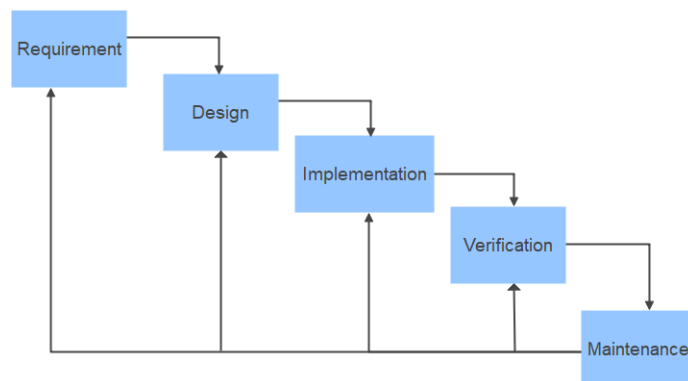 Requirement
Design
Implementation
Verification
Maintenance